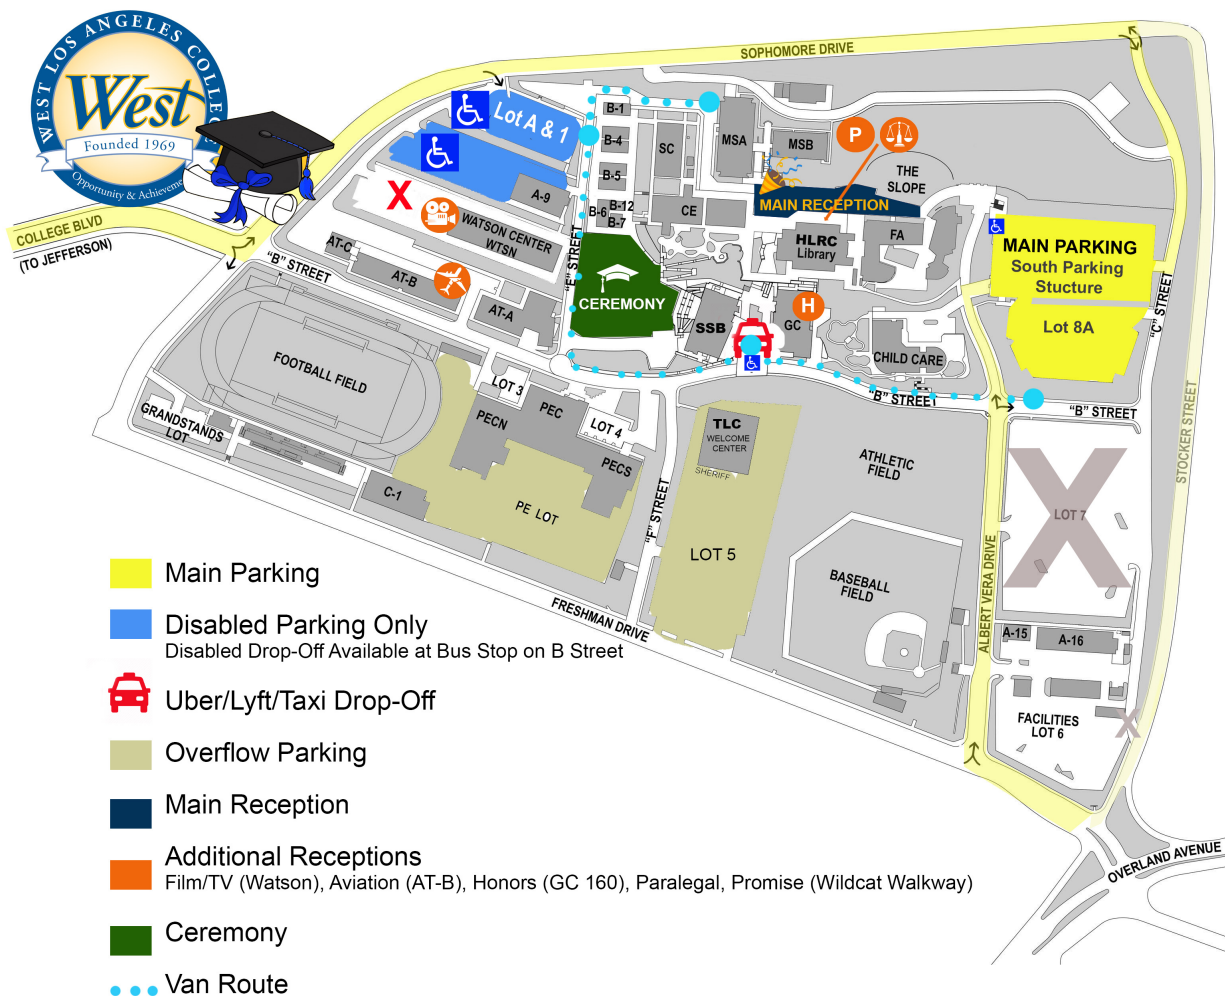 WEST LOS ANGELES COLLEGE
West
Founded 1969
Opportunity & Achieveme
SOPHOMORE DRIVE
COLLEGE BLVD
(TO JEFFERSON)
"B" STREET
Lot A & 1
B-1
B-4
B-5
B-6
B-12
B-7
SC
MSA
MSB
P
THE
SLOPE
A-9
X
WATSON CENTER
WTSN
CE
MAIN RECEPTION
HLRC
Library
FA
MAIN PARKING
South Parking
Stucture
Lot 8A
"C" STREET
AT-C
AT-B
AT-A
"E" STREET
CEREMONY
SSB
H
GC
CHILD CARE
"B" STREET
"B" STREET
STOCKER STREET
FOOTBALL FIELD
GRANDSTANDS
LOT
LOT 3
PEC
PECN
LOT 4
PECS
C-1
PE LOT
"F" STREET
TLC
WELCOME
CENTER
SHERIFF
LOT 5
ATHLETIC
FIELD
BASEBALL
FIELD
ALBERT VERA DRIVE
X
LOT 7
A-15
A-16
FACILITIES
LOT 6
X
FRESHMAN DRIVE
OVERLAND AVENUE
Main Parking
Disabled Parking Only
Disabled Drop-Off Available at Bus Stop on B Street
Uber/Lyft/Taxi Drop-Off
Overflow Parking
Main Reception
Additional Receptions
Film/TV (Watson), Aviation (AT-B), Honors (GC 160), Paralegal, Promise (Wildcat Walkway)
Ceremony
Van Route